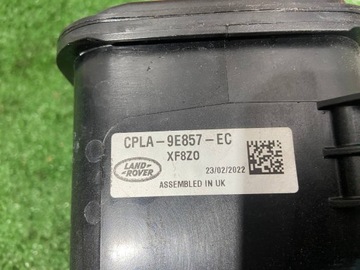 CPLA-9E857-EC
XF8Z0
LAND-
ROVER
23/02/2022
ASSEMBLED IN UK